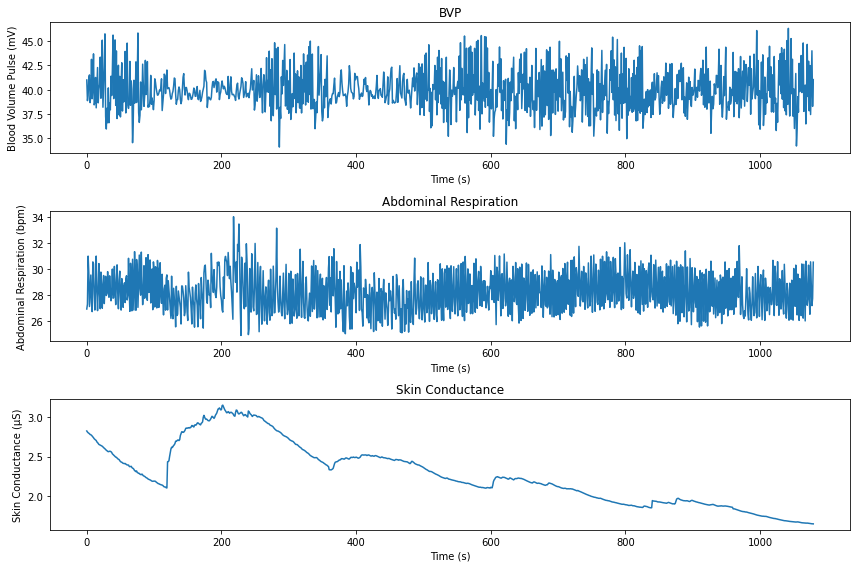 BVP
Blood Volume Pulse (mV)
45.0
42.5
40.0
37.5
35.0
0 200 400 600 800 1000
Time (s)
Abdominal Respiration
Abdominal Respiration (bpm)
34
32
30
28
26
0 200 400 600 800 1000
Time (s)
Skin Conductance
Skin Conductance (μS)
3.0
2.5
2.0
0 200 400 600 800 1000
Time (s)